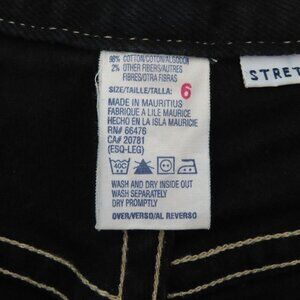 98% COTTON/COTON/ALGODON
2% OTHER FIBERS/AUTRES
FIBRES/OTRA FIBRAS
SIZE/TAILLE/TALLA: 6
MADE IN MAURITIUS
FABRIQUE A L'ILE MAURICE
HECHO EN LA ISLA MAURICIE
RN# 66476
CA# 20781
(ESQ-LEG)
40C
WASH AND DRY INSIDE OUT
WASH SEPARATELY
DRY PROMPTLY
OVER/VERSO/AL REVERSO
STRET